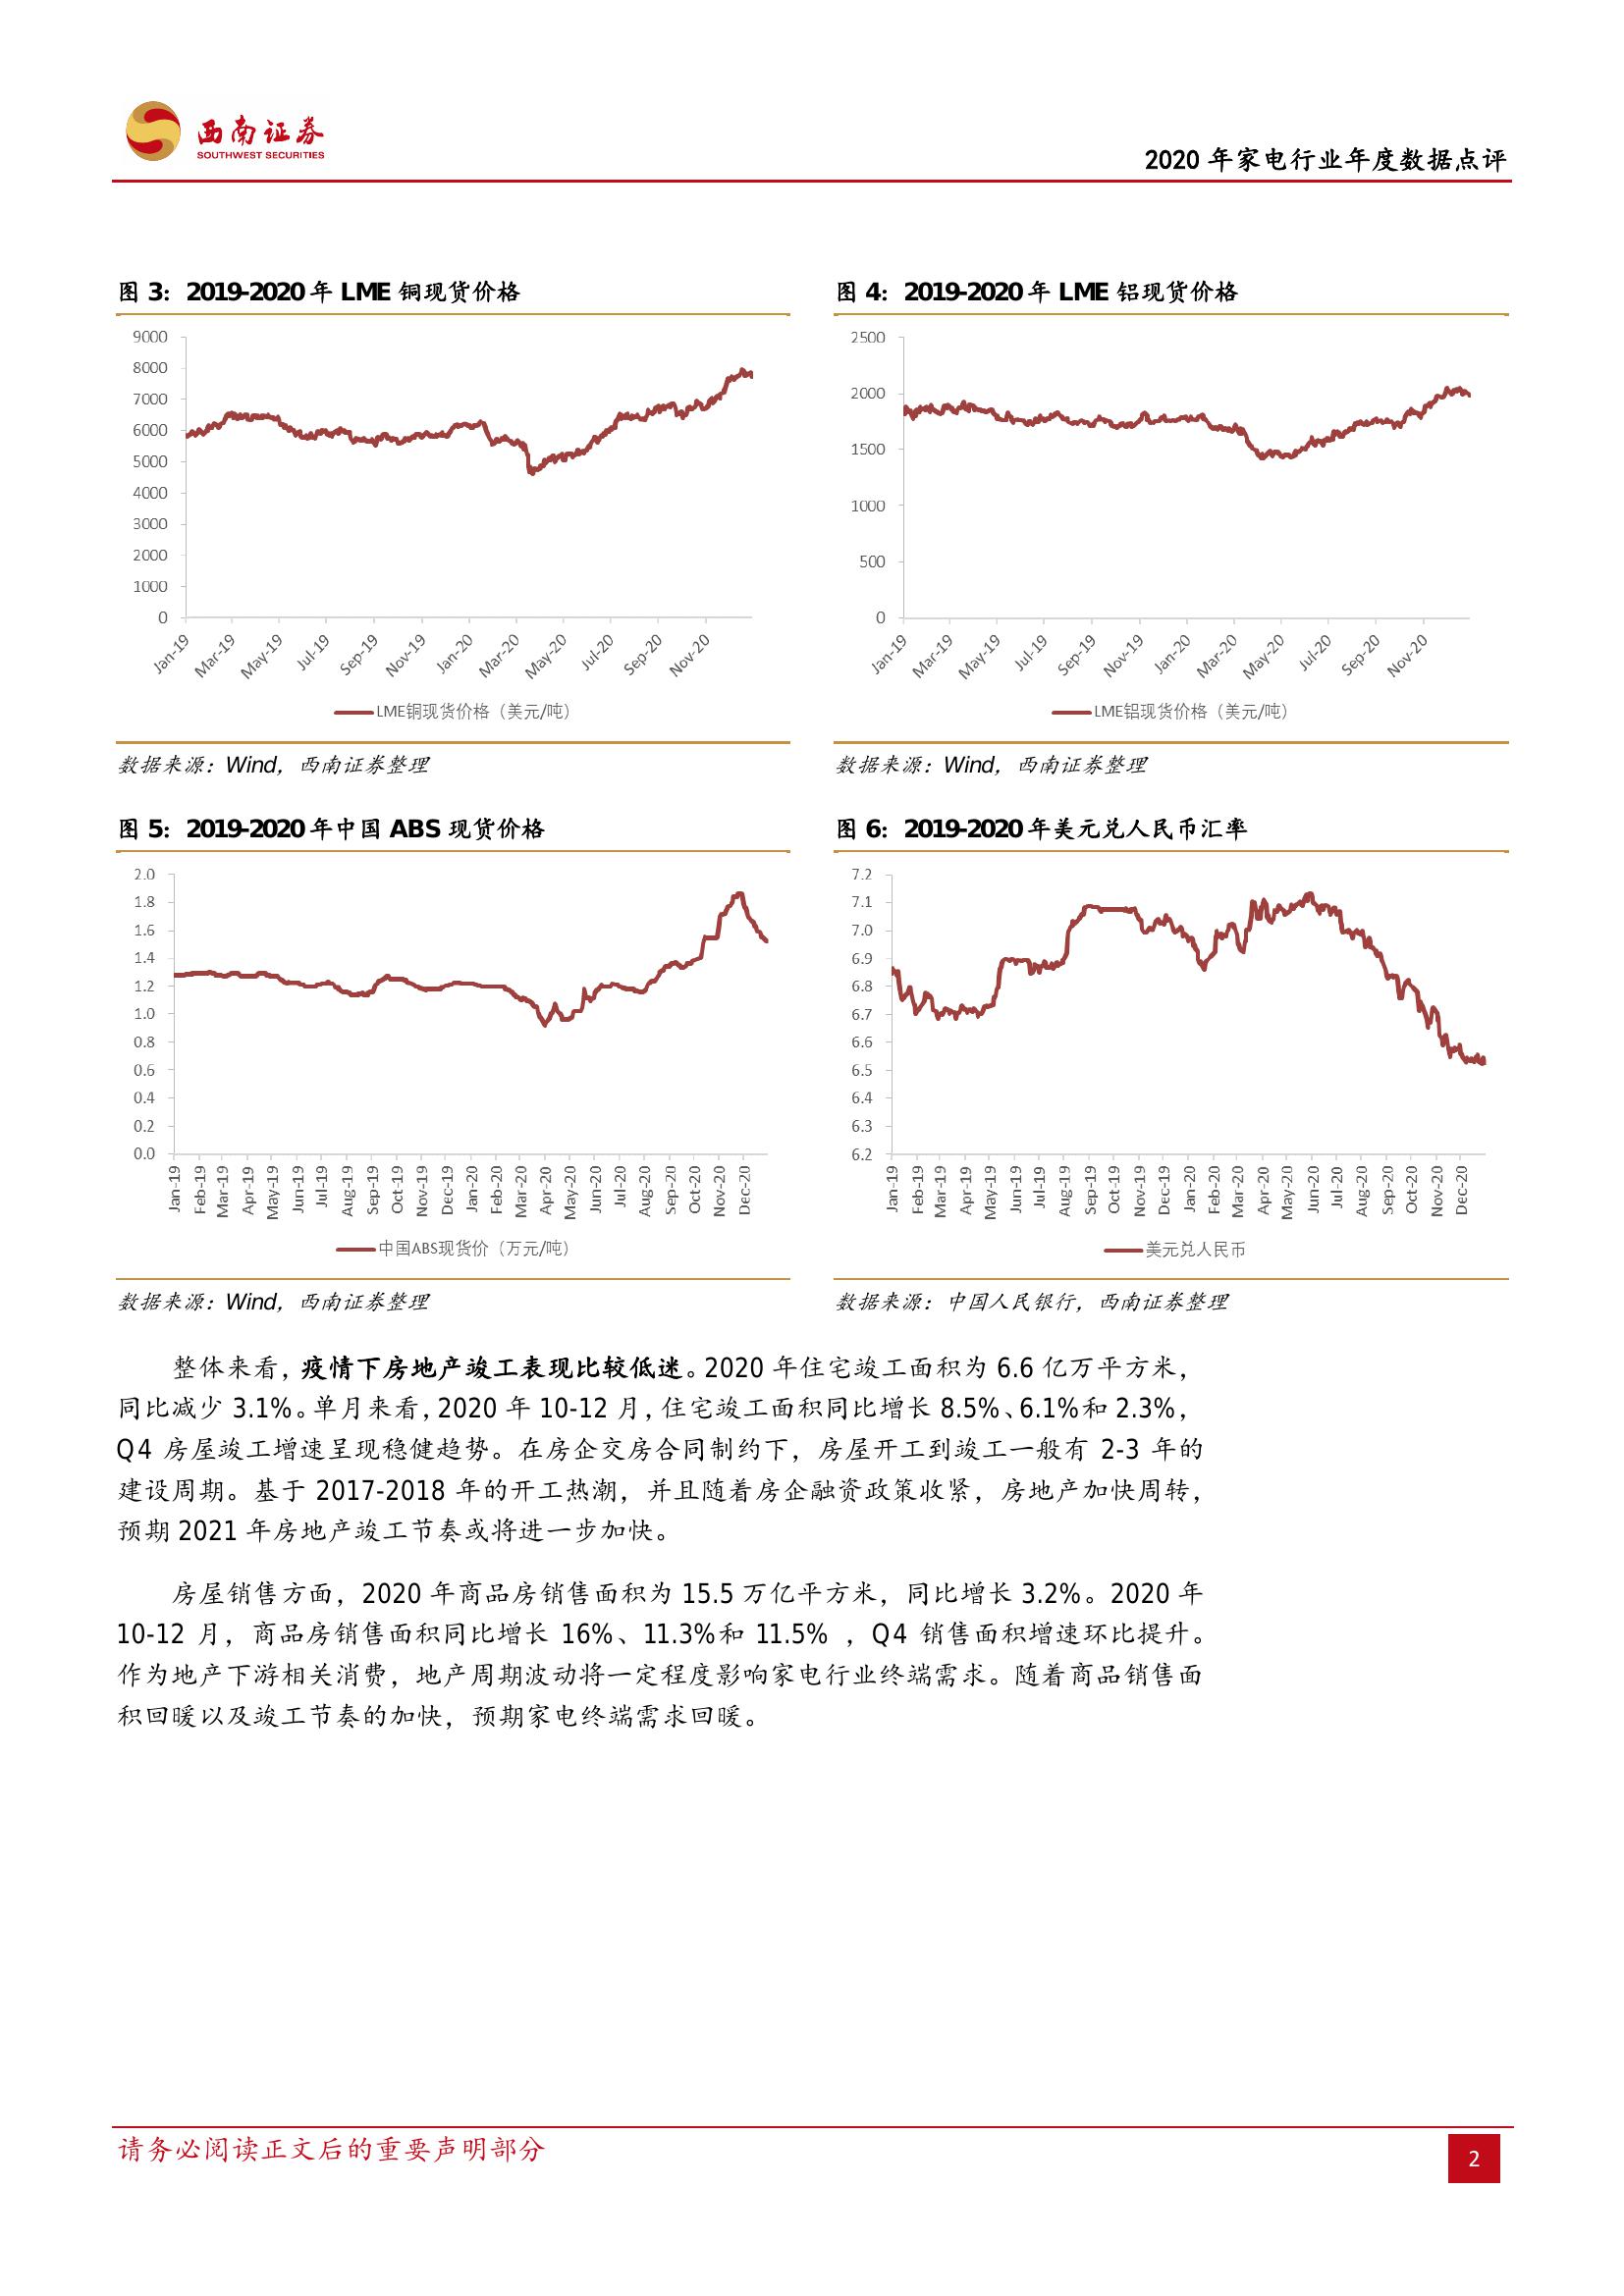 西南证券
SOUTHWEST SECURITIES
2020 年家电行业年度数据点评
图 3：2019-2020 年 LME 铜现货价格
9000
8000
7000
6000
5000
4000
3000
2000
1000
0
Jan-19 Mar-19 May-19 Jul-19 Sep-19 Nov-19 Jan-20 Mar-20 May-20 Jul-20 Sep-20 Nov-20
LME铜现货价格（美元/吨）
数据来源：Wind，西南证券整理
图 4：2019-2020 年 LME 铝现货价格
2500
2000
1500
1000
500
0
Jan-19 Mar-19 May-19 Jul-19 Sep-19 Nov-19 Jan-20 Mar-20 May-20 Jul-20 Sep-20 Nov-20
LME铝现货价格（美元/吨）
数据来源：Wind，西南证券整理
图 5：2019-2020 年中国 ABS 现货价格
2.0
1.8
1.6
1.4
1.2
1.0
0.8
0.6
0.4
0.2
0.0
Jan-19 Feb-19 Mar-19 Apr-19 May-19 Jun-19 Jul-19 Aug-19 Sep-19 Oct-19 Nov-19 Dec-19 Jan-20 Feb-20 Mar-20 Apr-20 May-20 Jun-20 Jul-20 Aug-20 Sep-20 Oct-20 Nov-20 Dec-20
中国ABS现货价（万元/吨）
数据来源：Wind，西南证券整理
图 6：2019-2020 年美元兑人民币汇率
7.2
7.1
7.0
6.9
6.8
6.7
6.6
6.5
6.4
6.3
6.2
Jan-19 Feb-19 Mar-19 Apr-19 May-19 Jun-19 Jul-19 Aug-19 Sep-19 Oct-19 Nov-19 Dec-19 Jan-20 Feb-20 Mar-20 Apr-20 May-20 Jun-20 Jul-20 Aug-20 Sep-20 Oct-20 Nov-20 Dec-20
美元兑人民币
数据来源：中国人民银行，西南证券整理
整体来看，疫情下房地产竣工表现比较低迷。2020 年住宅竣工面积为 6.6 亿万平方米，
同比减少 3.1%。单月来看，2020 年 10-12 月，住宅竣工面积同比增长 8.5%、6.1%和 2.3%，
Q4 房屋竣工增速呈现稳健趋势。在房企交房合同制约下，房屋开工到竣工一般有 2-3 年的
建设周期。基于 2017-2018 年的开工热潮，并且随着房企融资政策收紧，房地产加快周转，
预期 2021 年房地产竣工节奏或将进一步加快。
房屋销售方面，2020 年商品房销售面积为 15.5 万亿平方米，同比增长 3.2%。2020 年
10-12 月，商品房销售面积同比增长 16%、11.3%和 11.5% ，Q4 销售面积增速环比提升。
作为地产下游相关消费，地产周期波动将一定程度影响家电行业终端需求。随着商品销售面
积回暖以及竣工节奏的加快，预期家电终端需求回暖。
请务必阅读正文后的重要声明部分
2